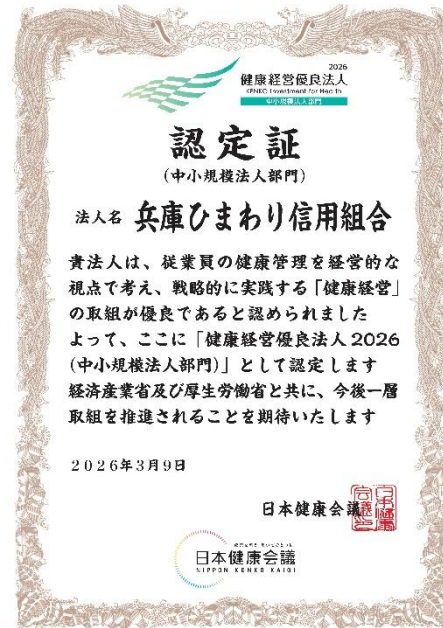 2026
健康経営優良法人
KENKO Investment for Health
中小規模法人部門
認定証
(中小規模法人部門)
法人名 兵庫ひまわり信用組合
貴法人は、従業員の健康管理を経営的な
視点で考え、戦略的に実践する「健康経営」
の取組が優良であると認められました
よって、ここに「健康経営優良法人2026
(中小規模法人部門)」として認定します
経済産業省及び厚生労働省と共に、今後一層
取組を推進されることを期待いたします
2026年3月9日
日本健康会議
日本健康会議
NIPPON KENKO KAIGI